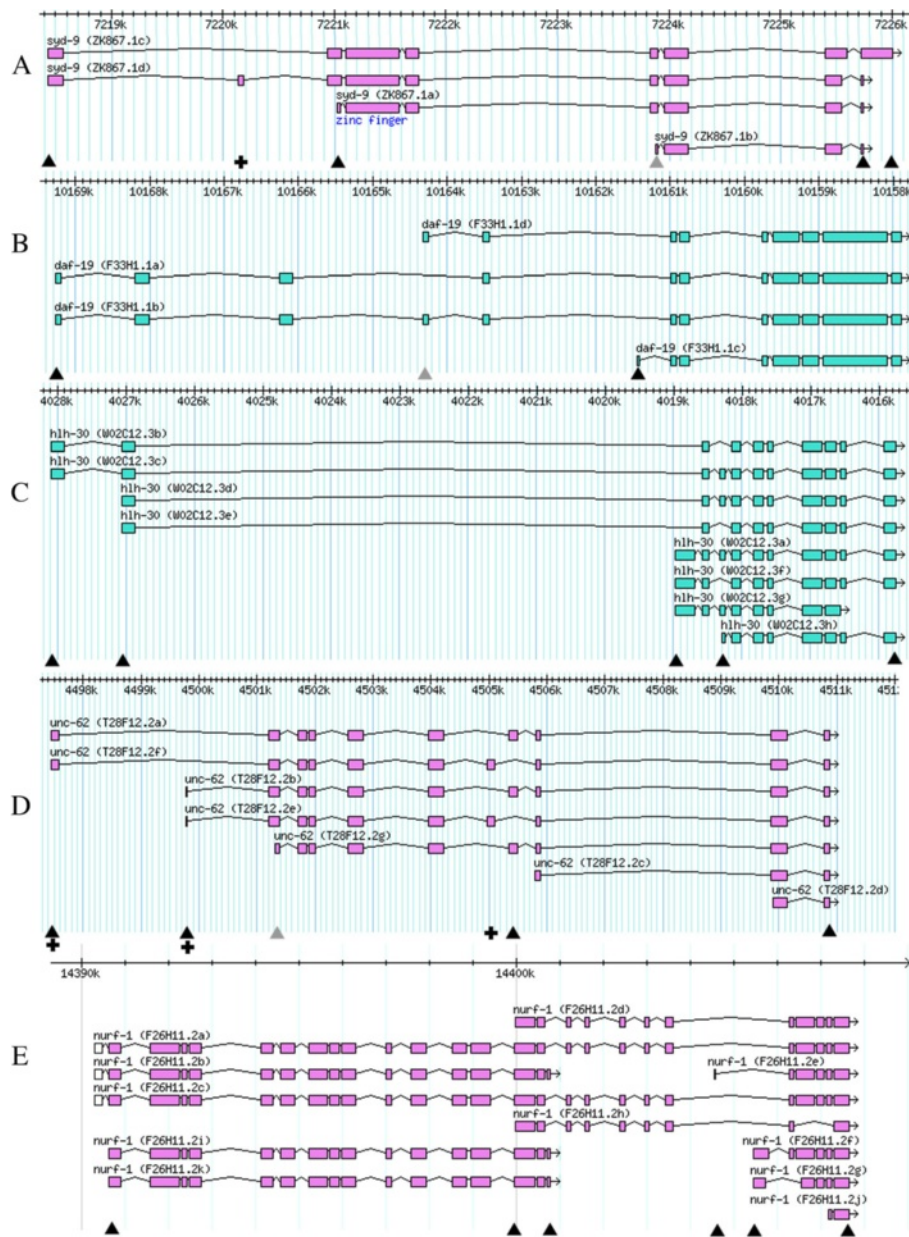 7219k 7220k 7221k 7222k 7223k 7224k 7225k 7226k
A
syd-9 (ZK867.1c)
syd-9 (ZK867.1d)
syd-9 (ZK867.1a)
zinc finger
syd-9 (ZK867.1b)
10169k 10168k 10167k 10166k 10165k 10164k 10163k 10162k 10161k 10160k 10159k 10158k
B
daf-19 (F33H1.1d)
daf-19 (F33H1.1a)
daf-19 (F33H1.1b)
daf-19 (F33H1.1c)
4028k 4027k 4026k 4025k 4024k 4023k 4022k 4021k 4020k 4019k 4018k 4017k 4016k
C
hlh-30 (W02C12.3b)
hlh-30 (W02C12.3c)
hlh-30 (W02C12.3d)
hlh-30 (W02C12.3e)
hlh-30 (W02C12.3a)
hlh-30 (W02C12.3f)
hlh-30 (W02C12.3g)
hlh-30 (W02C12.3h)
4498k 4499k 4500k 4501k 4502k 4503k 4504k 4505k 4506k 4507k 4508k 4509k 4510k 4511k 451
D
unc-62 (T28F12.2a)
unc-62 (T28F12.2f)
unc-62 (T28F12.2b)
unc-62 (T28F12.2e)
unc-62 (T28F12.2g)
unc-62 (T28F12.2c)
unc-62 (T28F12.2d)
14390k 14400k
E
nurf-1 (F26H11.2d)
nurf-1 (F26H11.2a)
nurf-1 (F26H11.2b) nurf-1 (F26H11.2e)
nurf-1 (F26H11.2c)
nurf-1 (F26H11.2h)
nurf-1 (F26H11.2i) nurf-1 (F26H11.2f)
nurf-1 (F26H11.2k) nurf-1 (F26H11.2g)
nurf-1 (F26H11.2j)